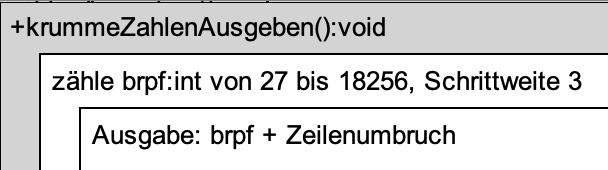 +krummeZahlenAusgeben():void
zähle brpf:int von 27 bis 18256, Schrittweite 3
Ausgabe: brpf + Zeilenumbruch